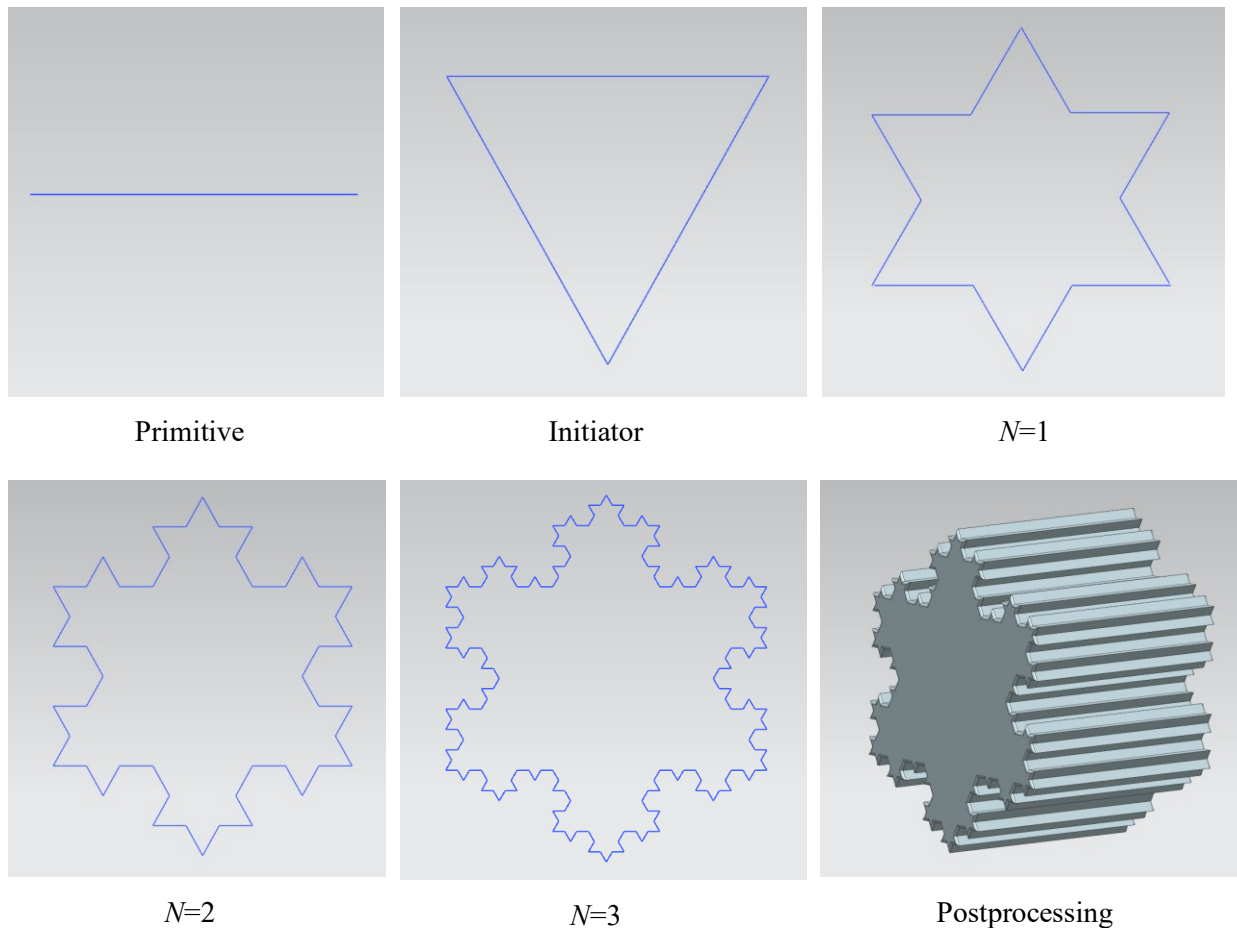 Primitive
Initiator
N=1
N=2
N=3
Postprocessing